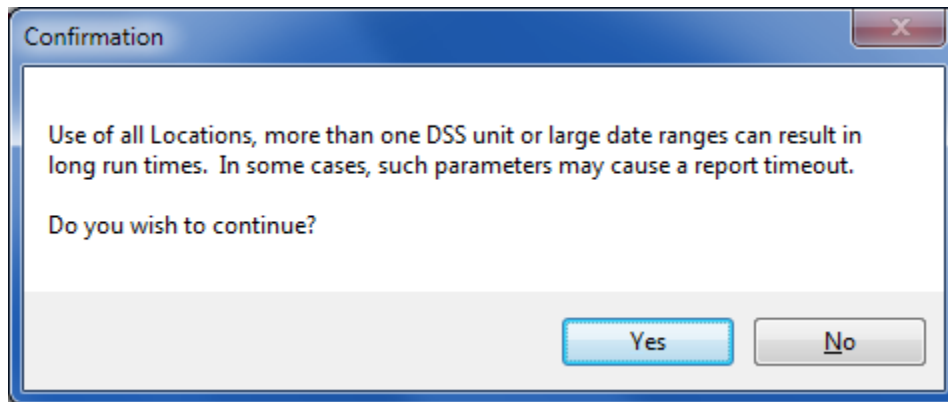 Confirmation
Use of all Locations, more than one DSS unit or large date ranges can result in
long run times.  In some cases, such parameters may cause a report timeout.
Do you wish to continue?
Yes
No